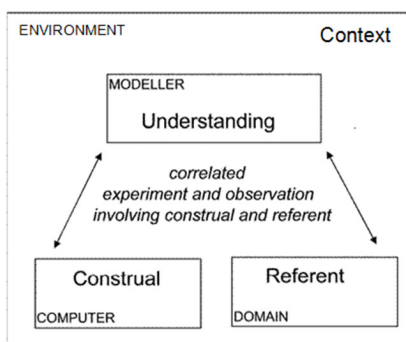 ENVIRONMENT
Context
MODELLER
Understanding
correlated
experiment and observation
involving construal and referent
Construal
COMPUTER
Referent
DOMAIN